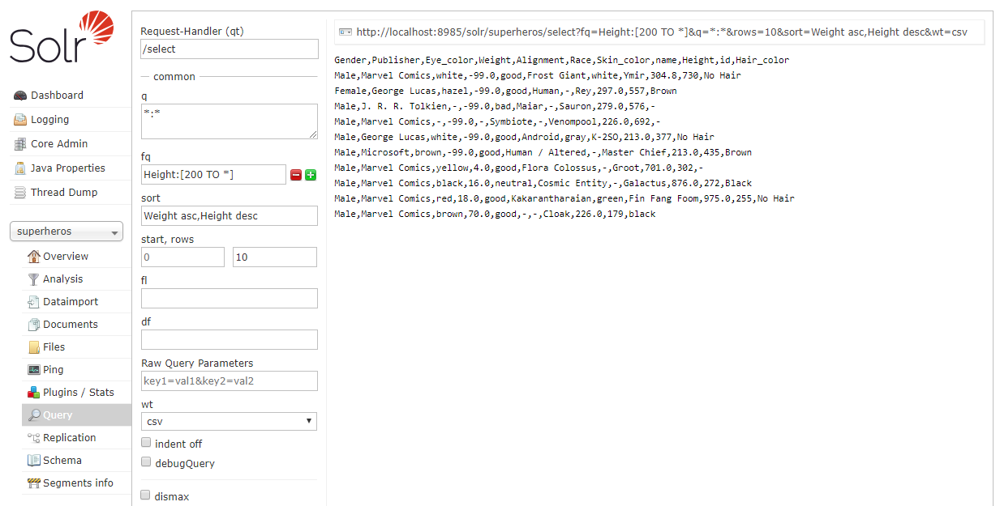 Solr
Dashboard
Logging
Core Admin
Java Properties
Thread Dump
superheros
Overview
Analysis
Dataimport
Documents
Files
Ping
Plugins / Stats
Query
Replication
Schema
Segments info
Request-Handler (qt)
/select
common
q
*:*
fq
Height:[200 TO *]
sort
Weight asc,Height desc
start, rows
0 10
fl
df
Raw Query Parameters
key1=val1&key2=val2
wt
csv
indent off
debugQuery
dismax
http://localhost:8985/solr/superheros/select?fq=Height:[200 TO *]&q=*:*&rows=10&sort=Weight asc,Height desc&wt=csv
Gender,Publisher,Eye_color,Weight,Alignment,Race,Skin_color,name,Height,id,Hair_color
Male,Marvel Comics,white,-99.0,good,Frost Giant,white,Ymir,304.8,730,No Hair
Female,George Lucas,hazel,-99.0,good,Human,-,Rey,297.0,557,Brown
Male,J. R. R. Tolkien,-,-99.0,bad,Maiar,-,Sauron,279.0,576,-
Male,Marvel Comics,-,-99.0,-,Symbiote,-,Venompool,226.0,692,-
Male,George Lucas,white,-99.0,good,Android,gray,K-2SO,213.0,377,No Hair
Male,Microsoft,brown,-99.0,good,Human / Altered,-,Master Chief,213.0,435,Brown
Male,Marvel Comics,yellow,4.0,good,Flora Colossus,-,Groot,701.0,302,-
Male,Marvel Comics,black,16.0,neutral,Cosmic Entity,-,Galactus,876.0,272,Black
Male,Marvel Comics,red,18.0,good,Kakarantharaian,green,Fin Fang Foom,975.0,255,No Hair
Male,Marvel Comics,brown,70.0,good,-,-,Cloak,226.0,179,black